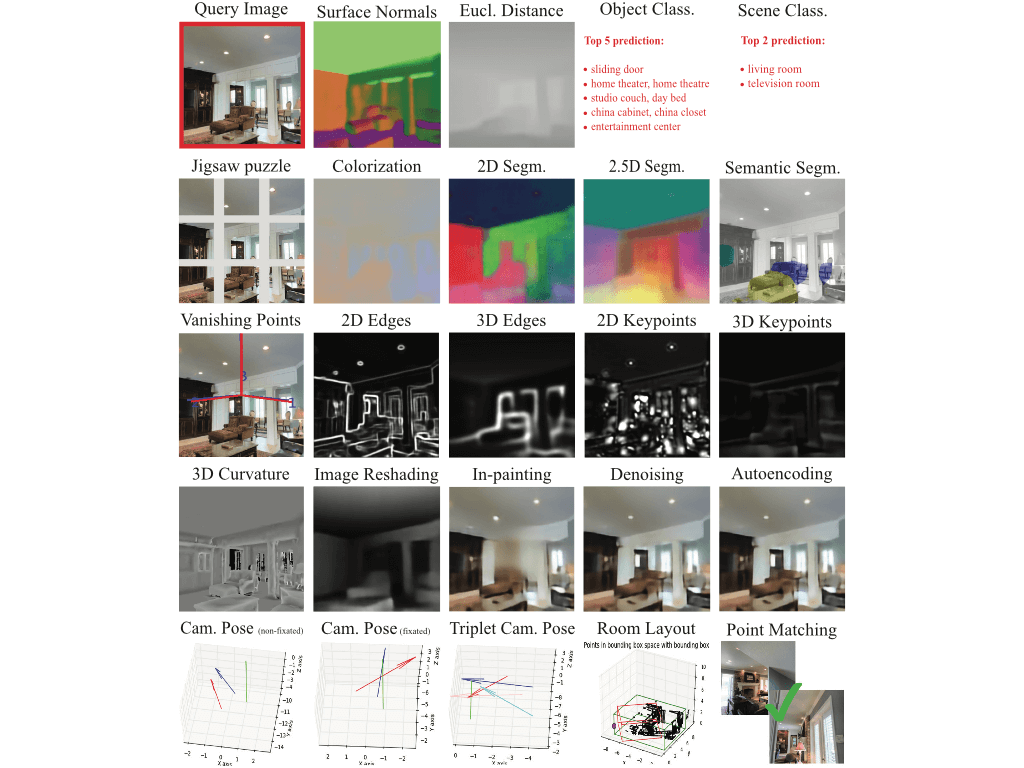 Query Image
Surface Normals
Eucl. Distance
Object Class.
Scene Class.
Top 5 prediction:
• sliding door
• home theater, home theatre
• studio couch, day bed
• china cabinet, china closet
• entertainment center
Top 2 prediction:
• living room
• television room
Jigsaw puzzle
Colorization
2D Segm.
2.5D Segm.
Semantic Segm.
Vanishing Points
2D Edges
3D Edges
2D Keypoints
3D Keypoints
3D Curvature
Image Reshading
In-painting
Denoising
Autoencoding
Cam. Pose (non-fixated)
Cam. Pose (fixated)
Triplet Cam. Pose
Room Layout
Point Matching
Points in bounding box space with bounding box